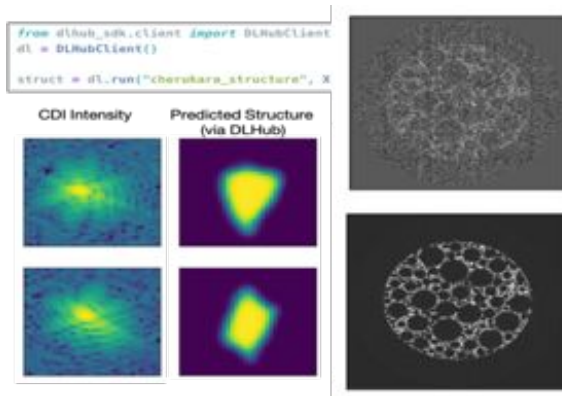 from dlhub_sdk.client import DLHubClient
dl = DLHubClient()
struct = dl.run("cherukara_structure", X
CDI Intensity
Predicted Structure
(via DLHub)